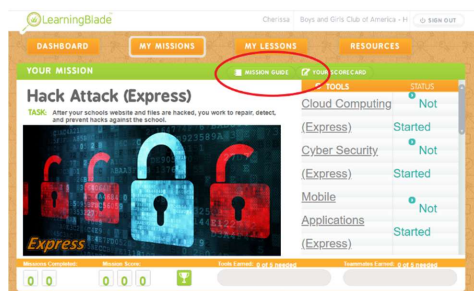 LearningBlade
Cherissa Boys and Girls Club of America - H SIGN OUT
DASHBOARD MY MISSIONS MY LESSONS RESOURCES
YOUR MISSION MISSION GUIDE YOUR SCORECARD
Hack Attack (Express)
TASK: After your schools website and files are hacked, you work to repair, detect,
and prevent hacks against the school.
Express
TOOLS STATUS
Cloud Computing Not
(Express) Started
Cyber Security Not
(Express) Started
Mobile Not
Applications Started
(Express)
Missions Completed: Mission Score: Tools Earned: 0 of 6 needed Teammates Earned: 0 of 6 needed
0 0 0 0 0